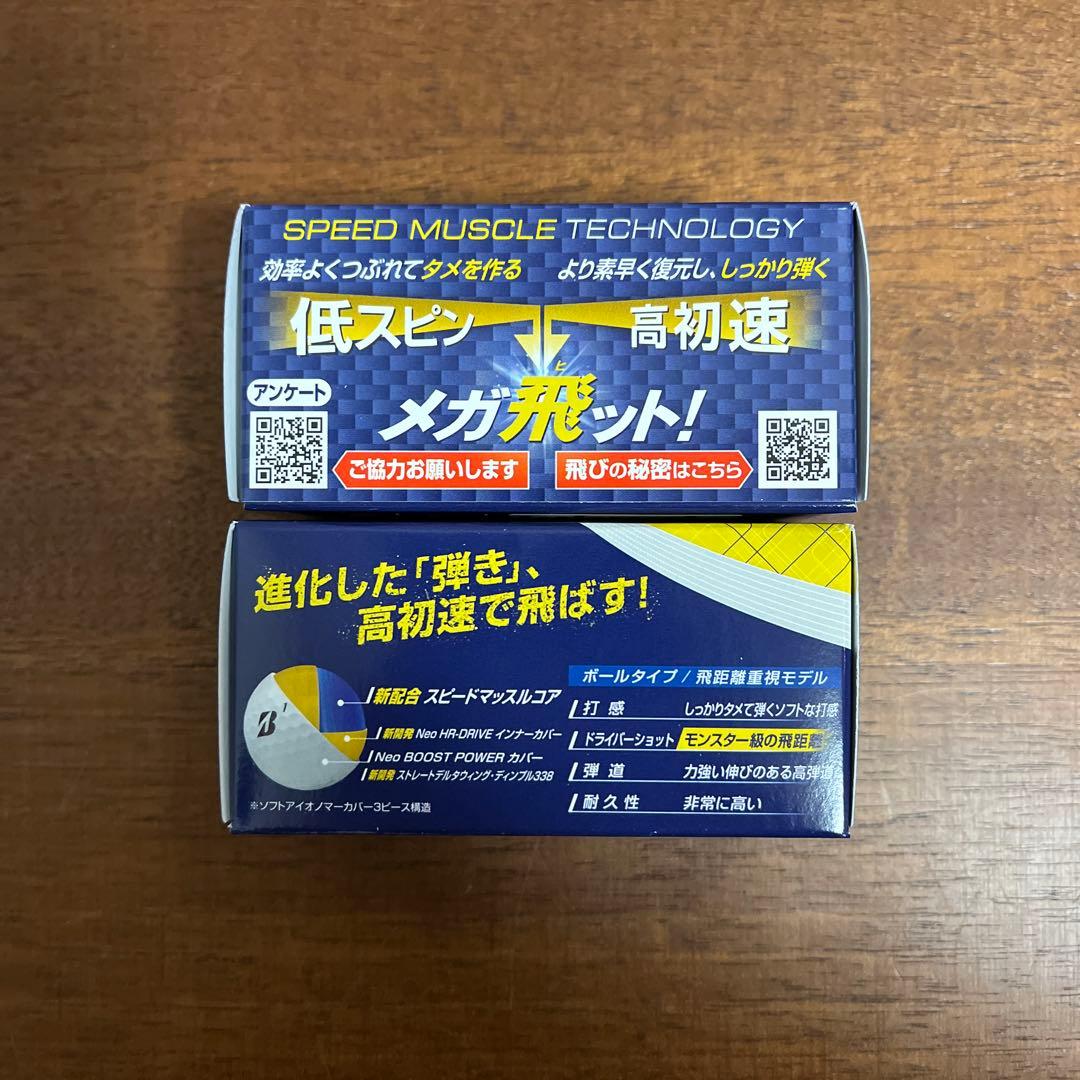 SPEED MUSCLE TECHNOLOGY
効率よくつぶれてタメを作る より素早く復元し、しっかり弾く
低スピン 高初速
アンケート
ヒ
メガ飛ット!
ご協力お願いします 飛びの秘密はこちら
進化した「弾き」、
高初速で飛ばす!
ボールタイプ / 飛距離重視モデル
新配合 スピードマッスルコア
打感 しっかりタメて弾くソフトな打感
新開発 Neo HR-DRIVE インナーカバー
ドライバーショット モンスター級の飛距離
Neo BOOST POWER カバー
新開発 ストレートデルタウィング・ディンプル338
弾道 力強い伸びのある高弾道
耐久性 非常に高い
※ソフトアイオノマーカバー3ピース構造
B 1